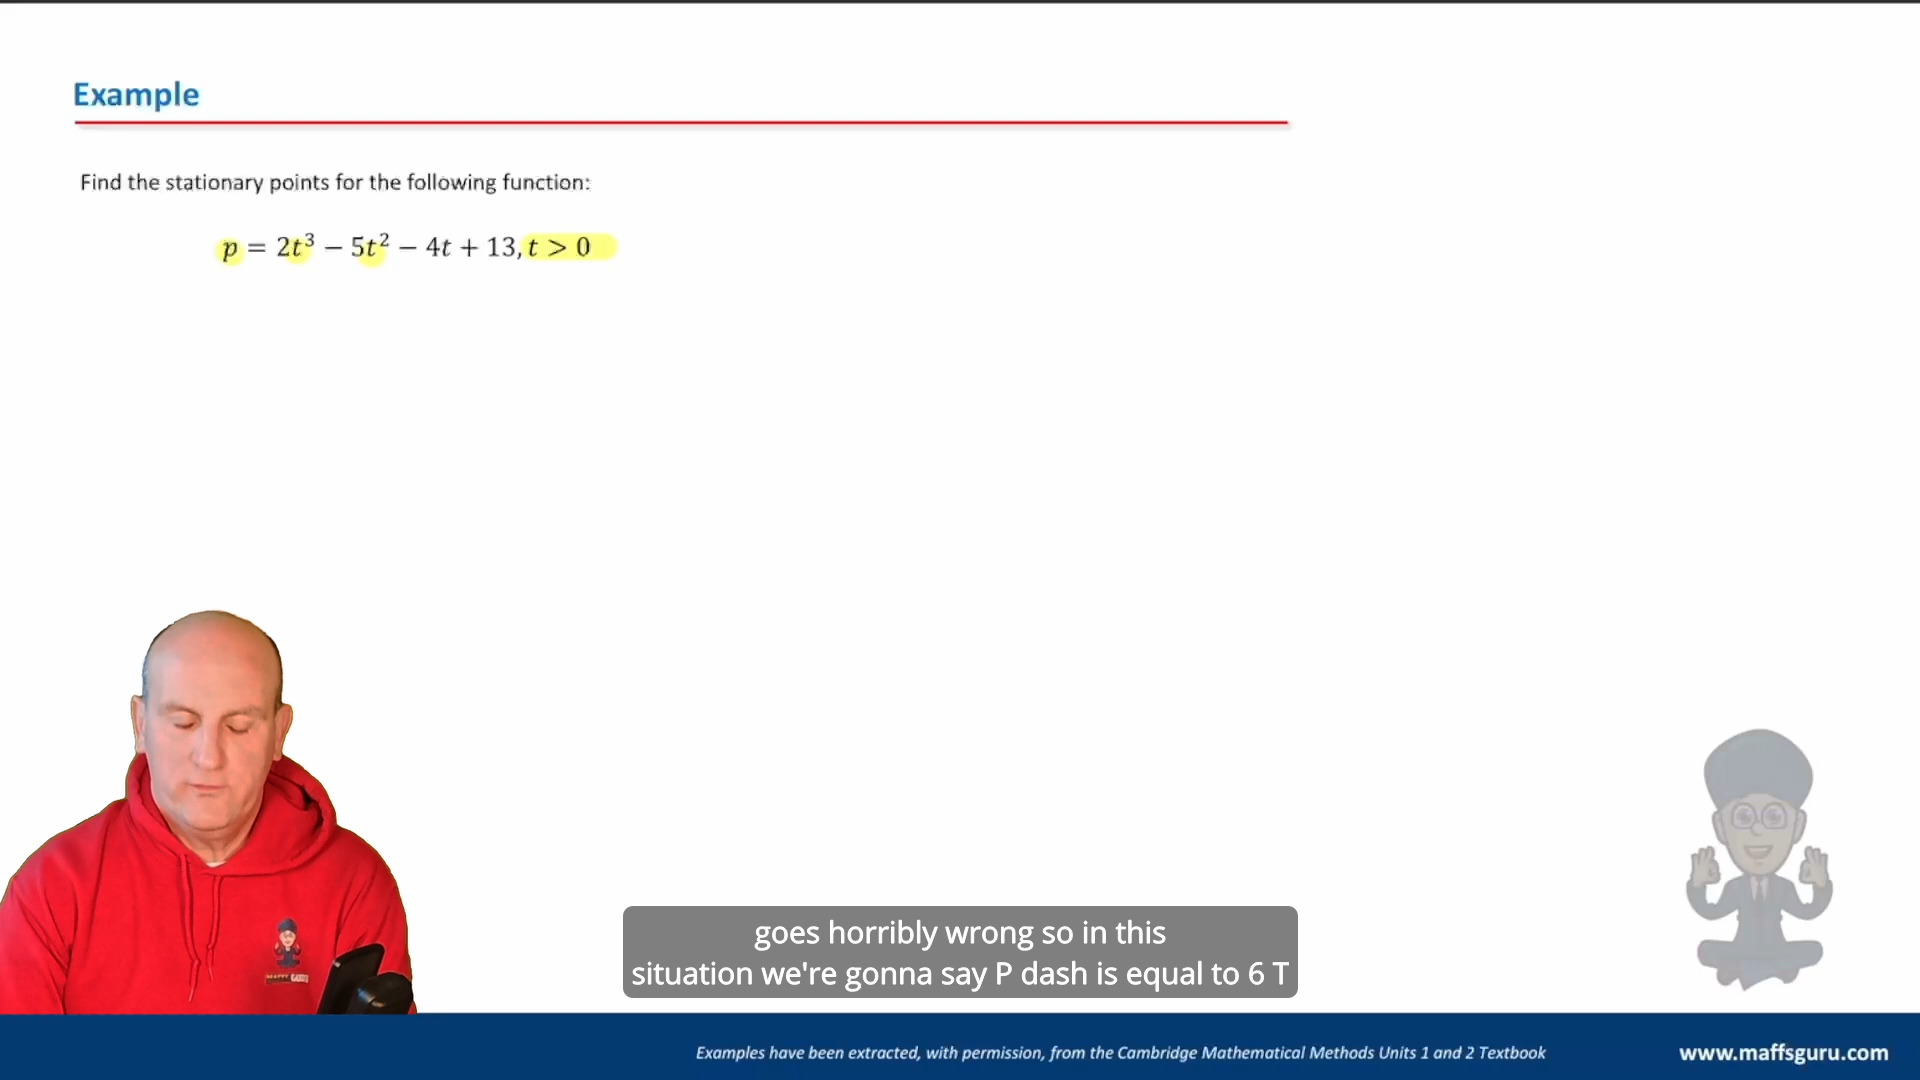 Example
Find the stationary points for the following function:
p = 2t³ − 5t² − 4t + 13, t > 0
goes horribly wrong so in this
situation we're gonna say P dash is equal to 6 T
Examples have been extracted, with permission, from the Cambridge Mathematical Methods Units 1 and 2 Textbook
www.maffsguru.com